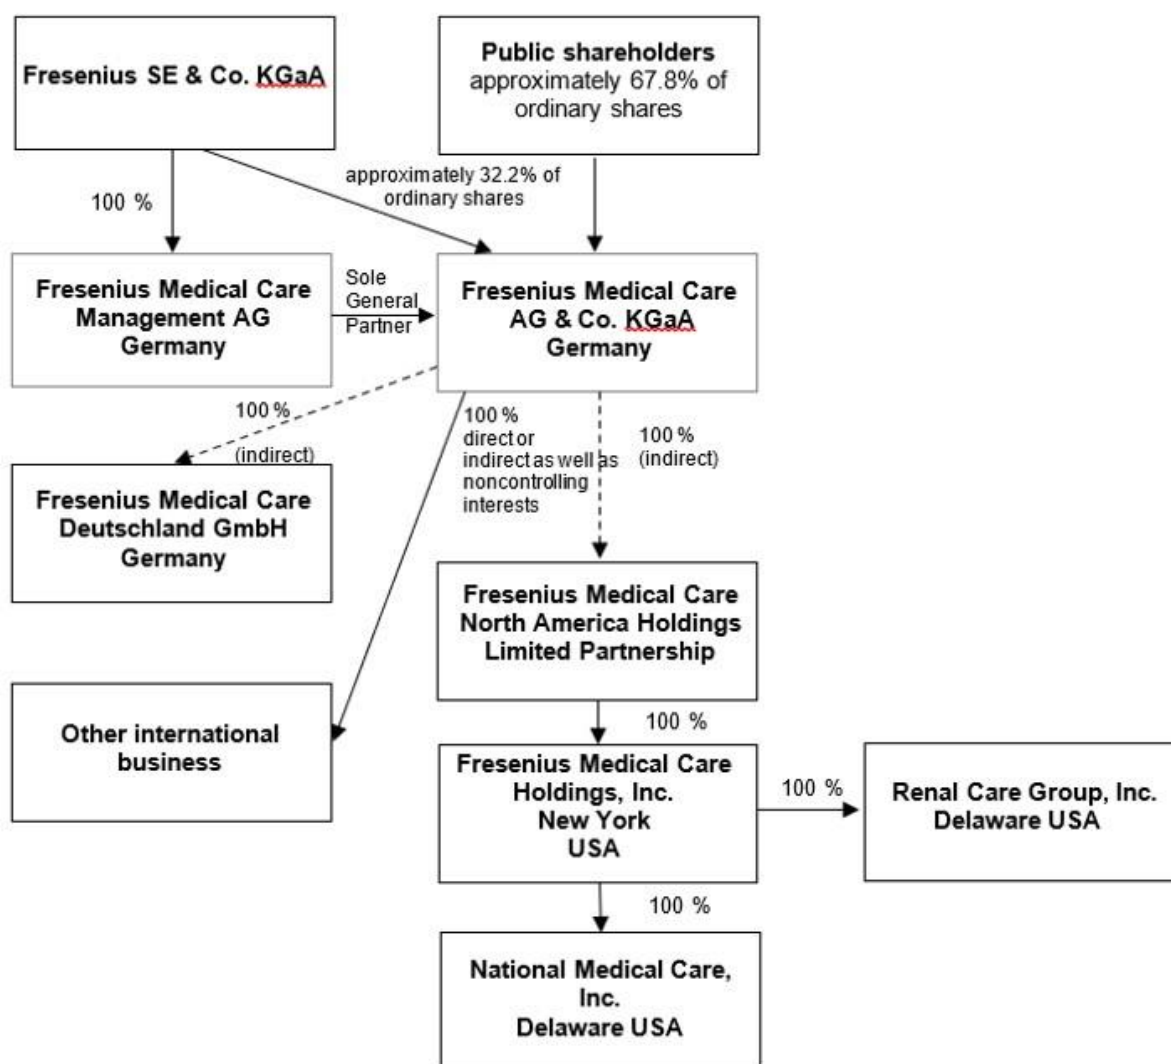 Fresenius SE & Co. KGaA
Public shareholders
approximately 67.8% of
ordinary shares
100 %
approximately 32.2% of
ordinary shares
Fresenius Medical Care
Management AG
Germany
Sole
General
Partner
Fresenius Medical Care
AG & Co. KGaA
Germany
100 %
(indirect)
100 %
direct or
indirect as well as
noncontrolling
interests
100 %
(indirect)
Fresenius Medical Care
Deutschland GmbH
Germany
Fresenius Medical Care
North America Holdings
Limited Partnership
Other international
business
100 %
Fresenius Medical Care
Holdings, Inc.
New York
USA
100 %
Renal Care Group, Inc.
Delaware USA
100 %
National Medical Care,
Inc.
Delaware USA